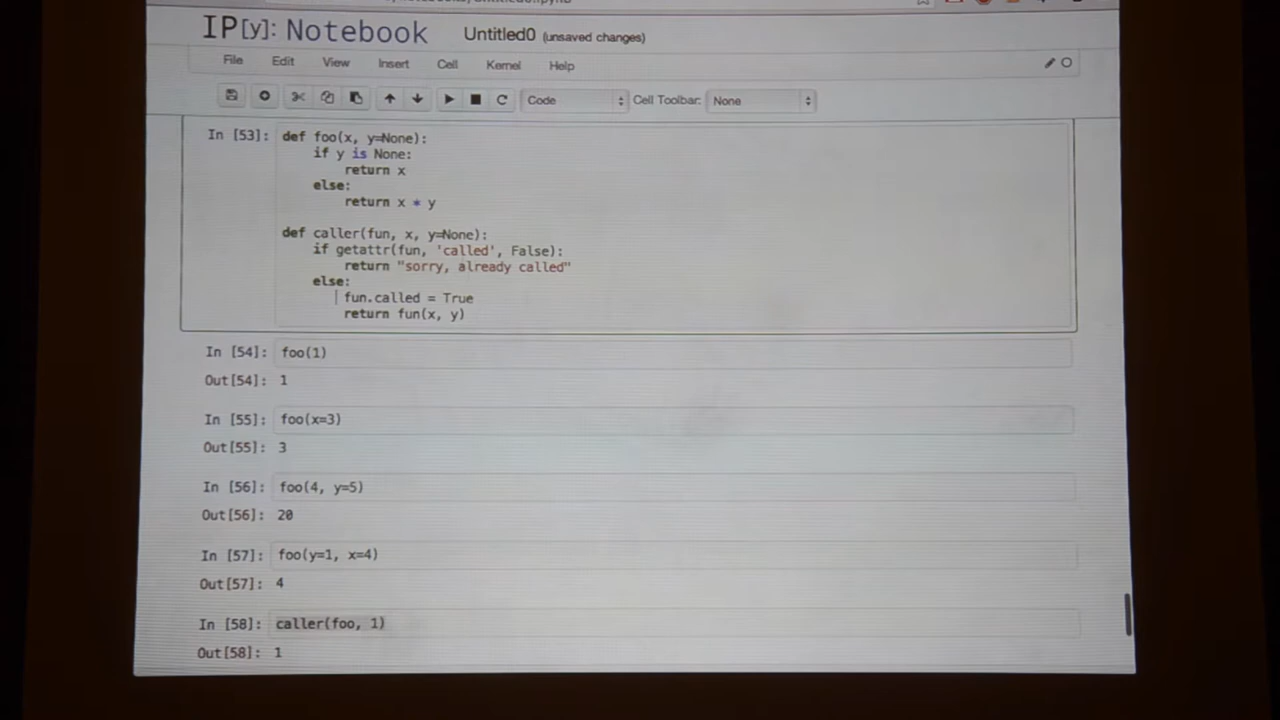 IP[y]: Notebook Untitled0 (unsaved changes)
File Edit View Insert Cell Kernel Help
Code Cell Toolbar: None
In [53]: def foo(x, y=None):
    if y is None:
        return x
    else:
        return x * y
def caller(fun, x, y=None):
    if getattr(fun, 'called', False):
        return "sorry, already called"
    else:
        fun.called = True
        return fun(x, y)
In [54]: foo(1)
Out[54]: 1
In [55]: foo(x=3)
Out[55]: 3
In [56]: foo(4, y=5)
Out[56]: 20
In [57]: foo(y=1, x=4)
Out[57]: 4
In [58]: caller(foo, 1)
Out[58]: 1